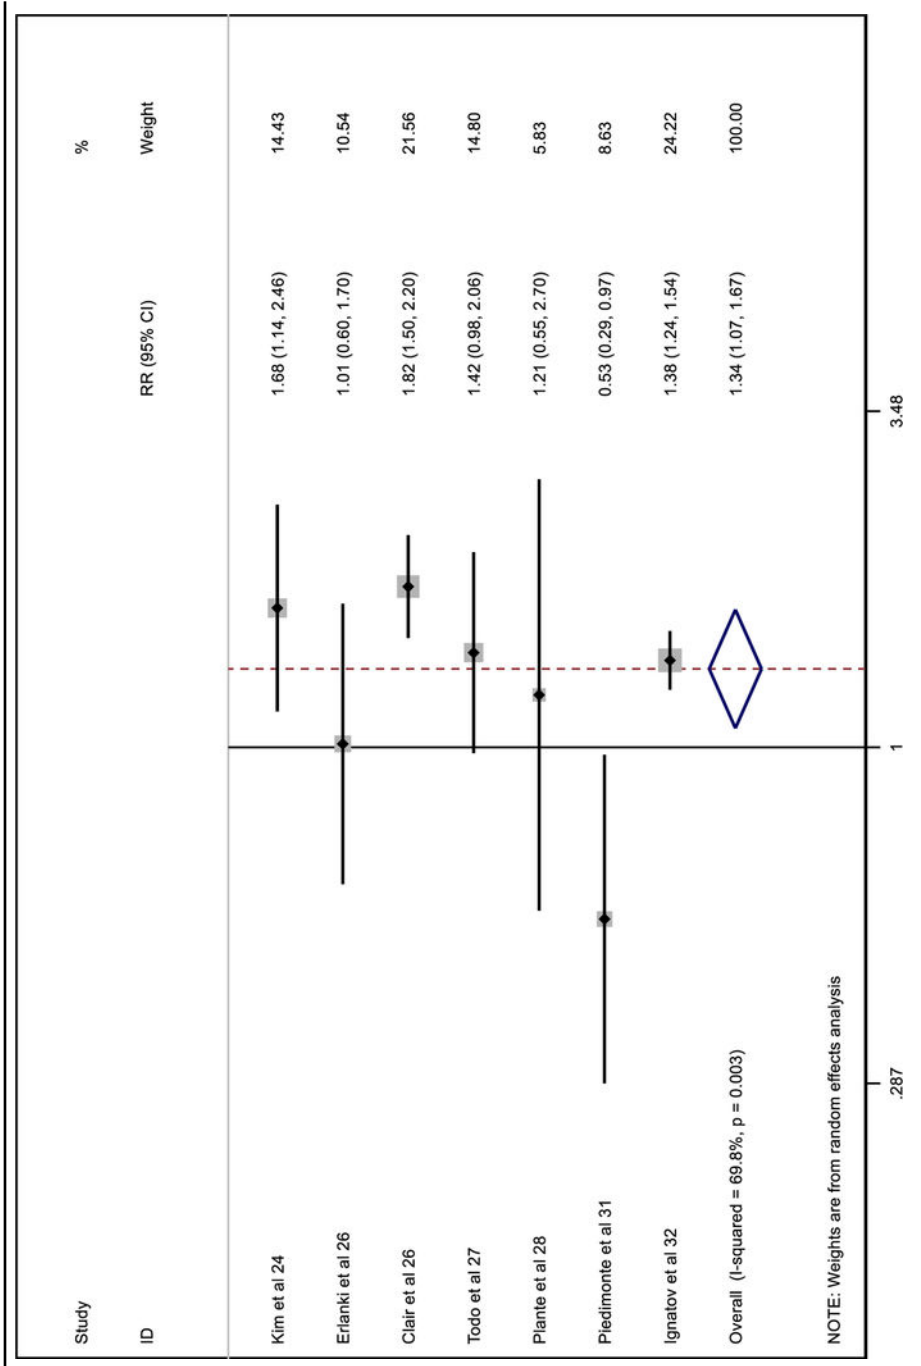 Study %
ID RR (95% CI) Weight
Kim et al 24 1.68 (1.14, 2.46) 14.43
Erlanki et al 26 1.01 (0.60, 1.70) 10.54
Clair et al 26 1.82 (1.50, 2.20) 21.56
Todo et al 27 1.42 (0.98, 2.06) 14.80
Plante et al 28 1.21 (0.55, 2.70) 5.83
Piedimonte et al 31 0.53 (0.29, 0.97) 8.63
Ignatov et al 32 1.38 (1.24, 1.54) 24.22
Overall (I-squared = 69.8%, p = 0.003) 1.34 (1.07, 1.67) 100.00
NOTE: Weights are from random effects analysis
.287 1 3.48